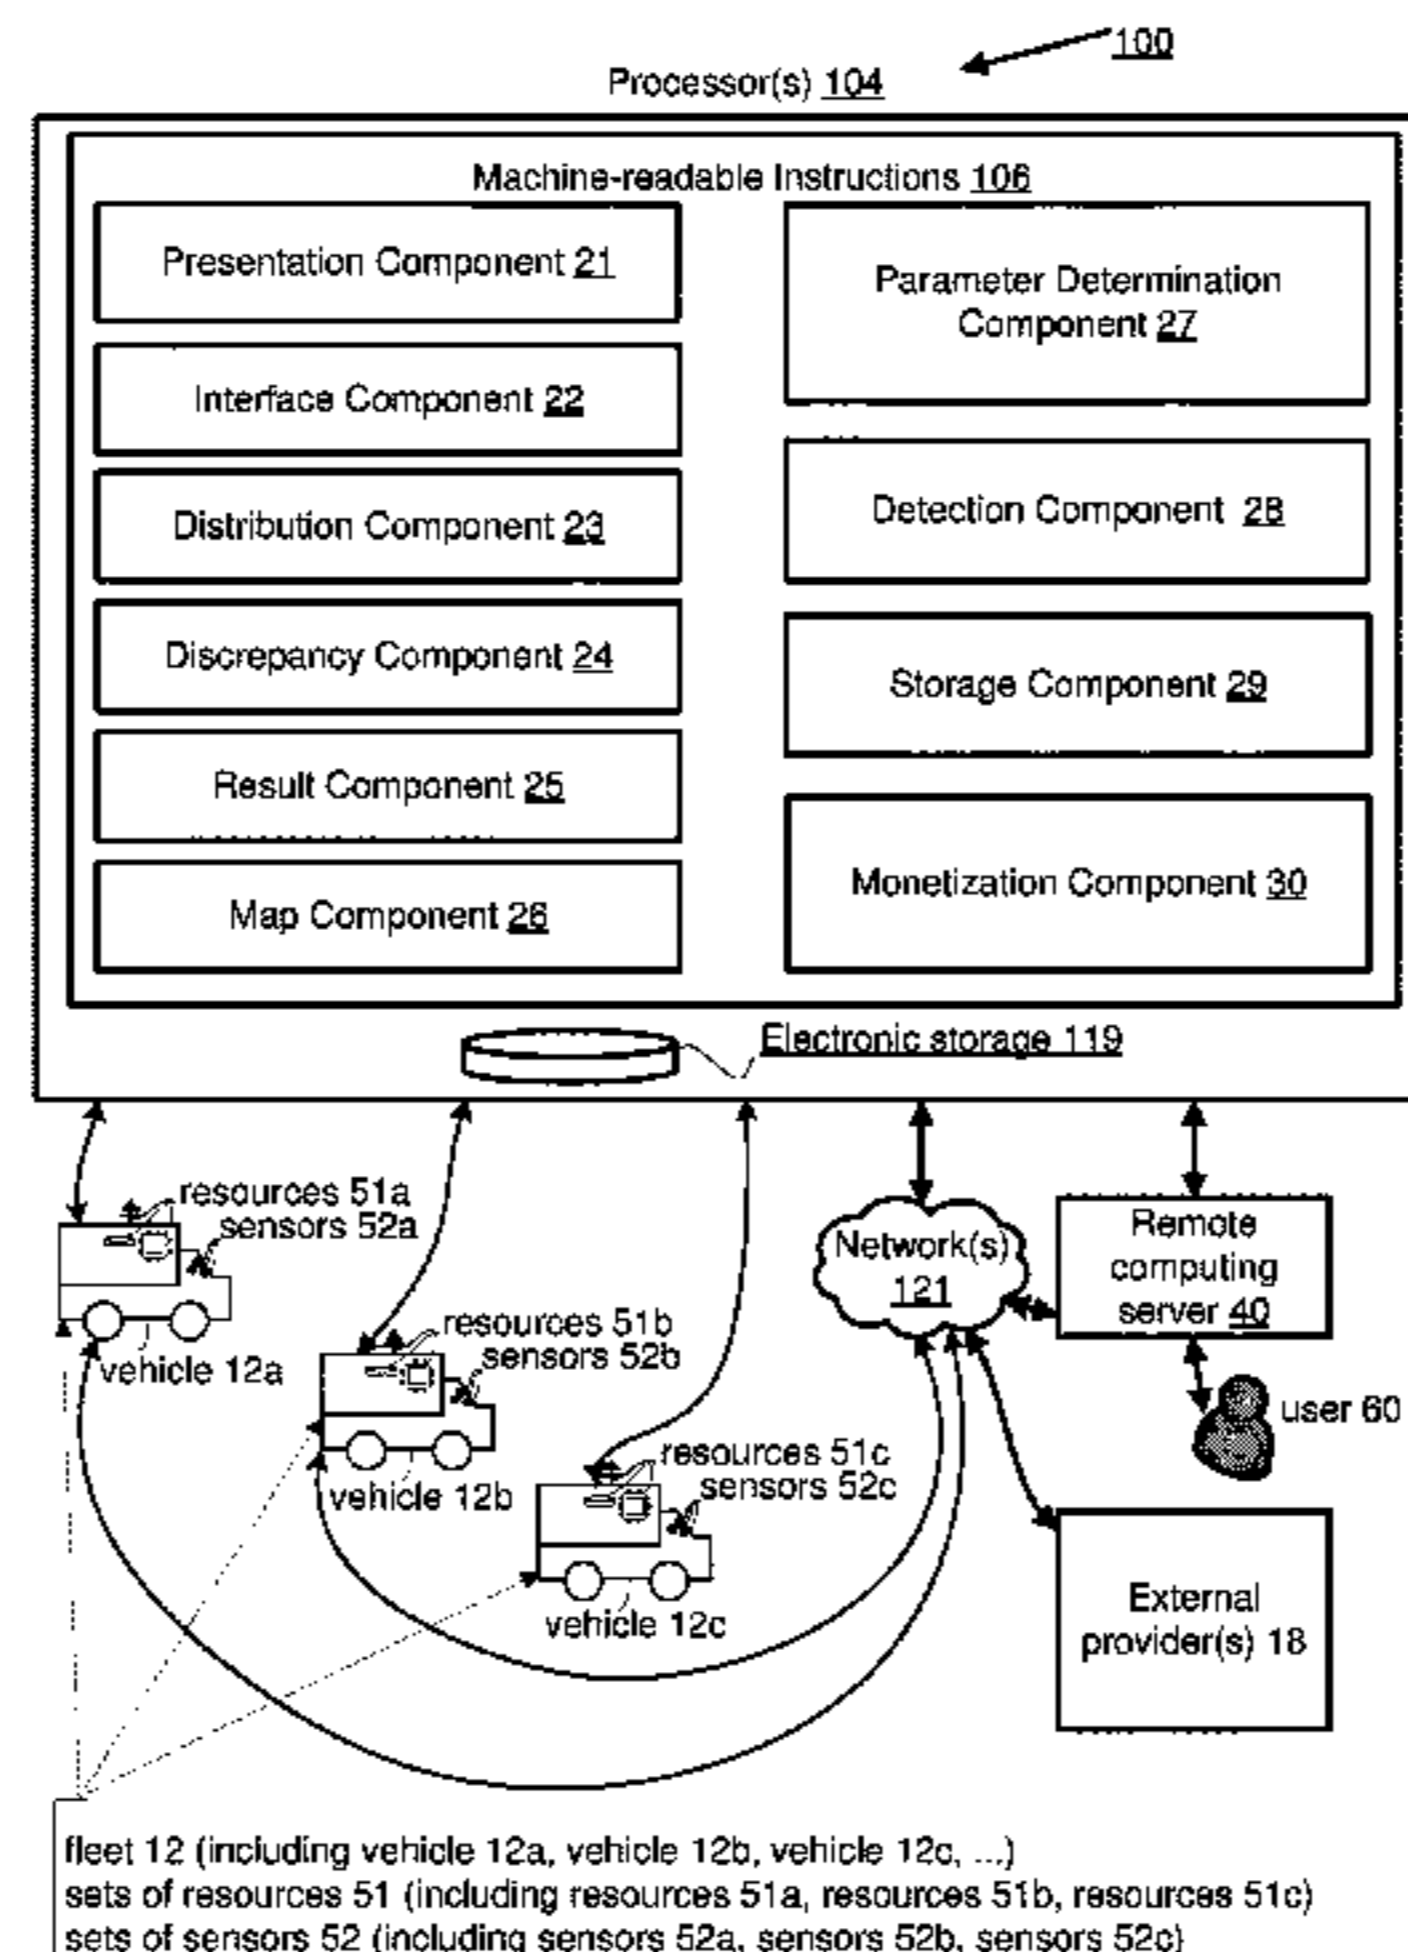 100
Processor(s) 104
Machine-readable Instructions 106
Presentation Component 21
Interface Component 22
Distribution Component 23
Discrepancy Component 24
Result Component 25
Map Component 26
Parameter Determination
Component 27
Detection Component 28
Storage Component 29
Monetization Component 30
Electronic storage 119
resources 51a
sensors 52a
vehicle 12a
resources 51b
sensors 52b
vehicle 12b
resources 51c
sensors 52c
vehicle 12c
Network(s)
121
Remote
computing
server 40
user 60
External
provider(s) 18
fleet 12 (including vehicle 12a, vehicle 12b, vehicle 12c, ...)
sets of resources 51 (including resources 51a, resources 51b, resources 51c)
sets of sensors 52 (including sensors 52a, sensors 52b, sensors 52c)